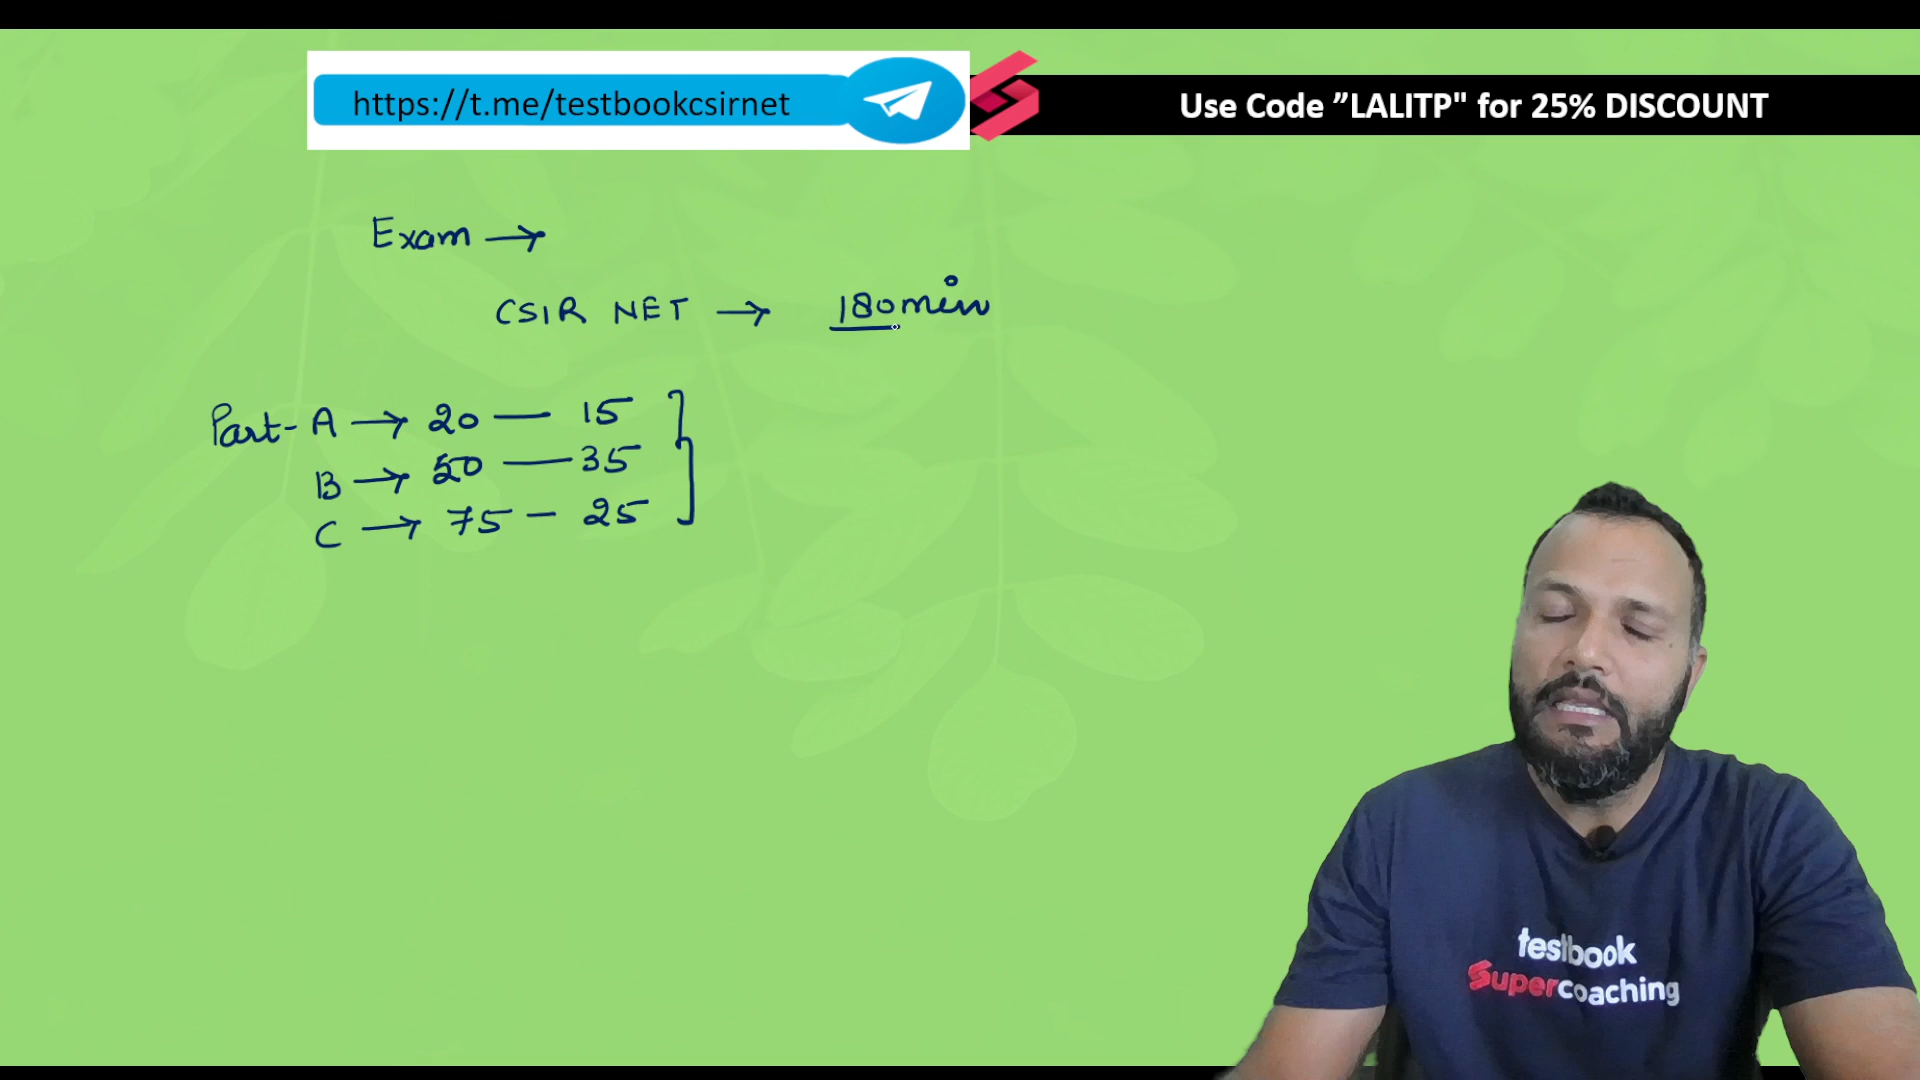 https://t.me/testbookcsirnet
Use Code ”LALITP" for 25% DISCOUNT
Exam →
CSIR NET → 180min
Part- A → 20 — 15
B → 50 — 35
C → 75 - 25
testbook
Supercoaching